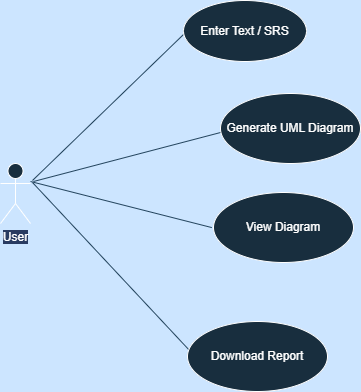 Enter Text / SRS
Generate UML Diagram
User
View Diagram
Download Report